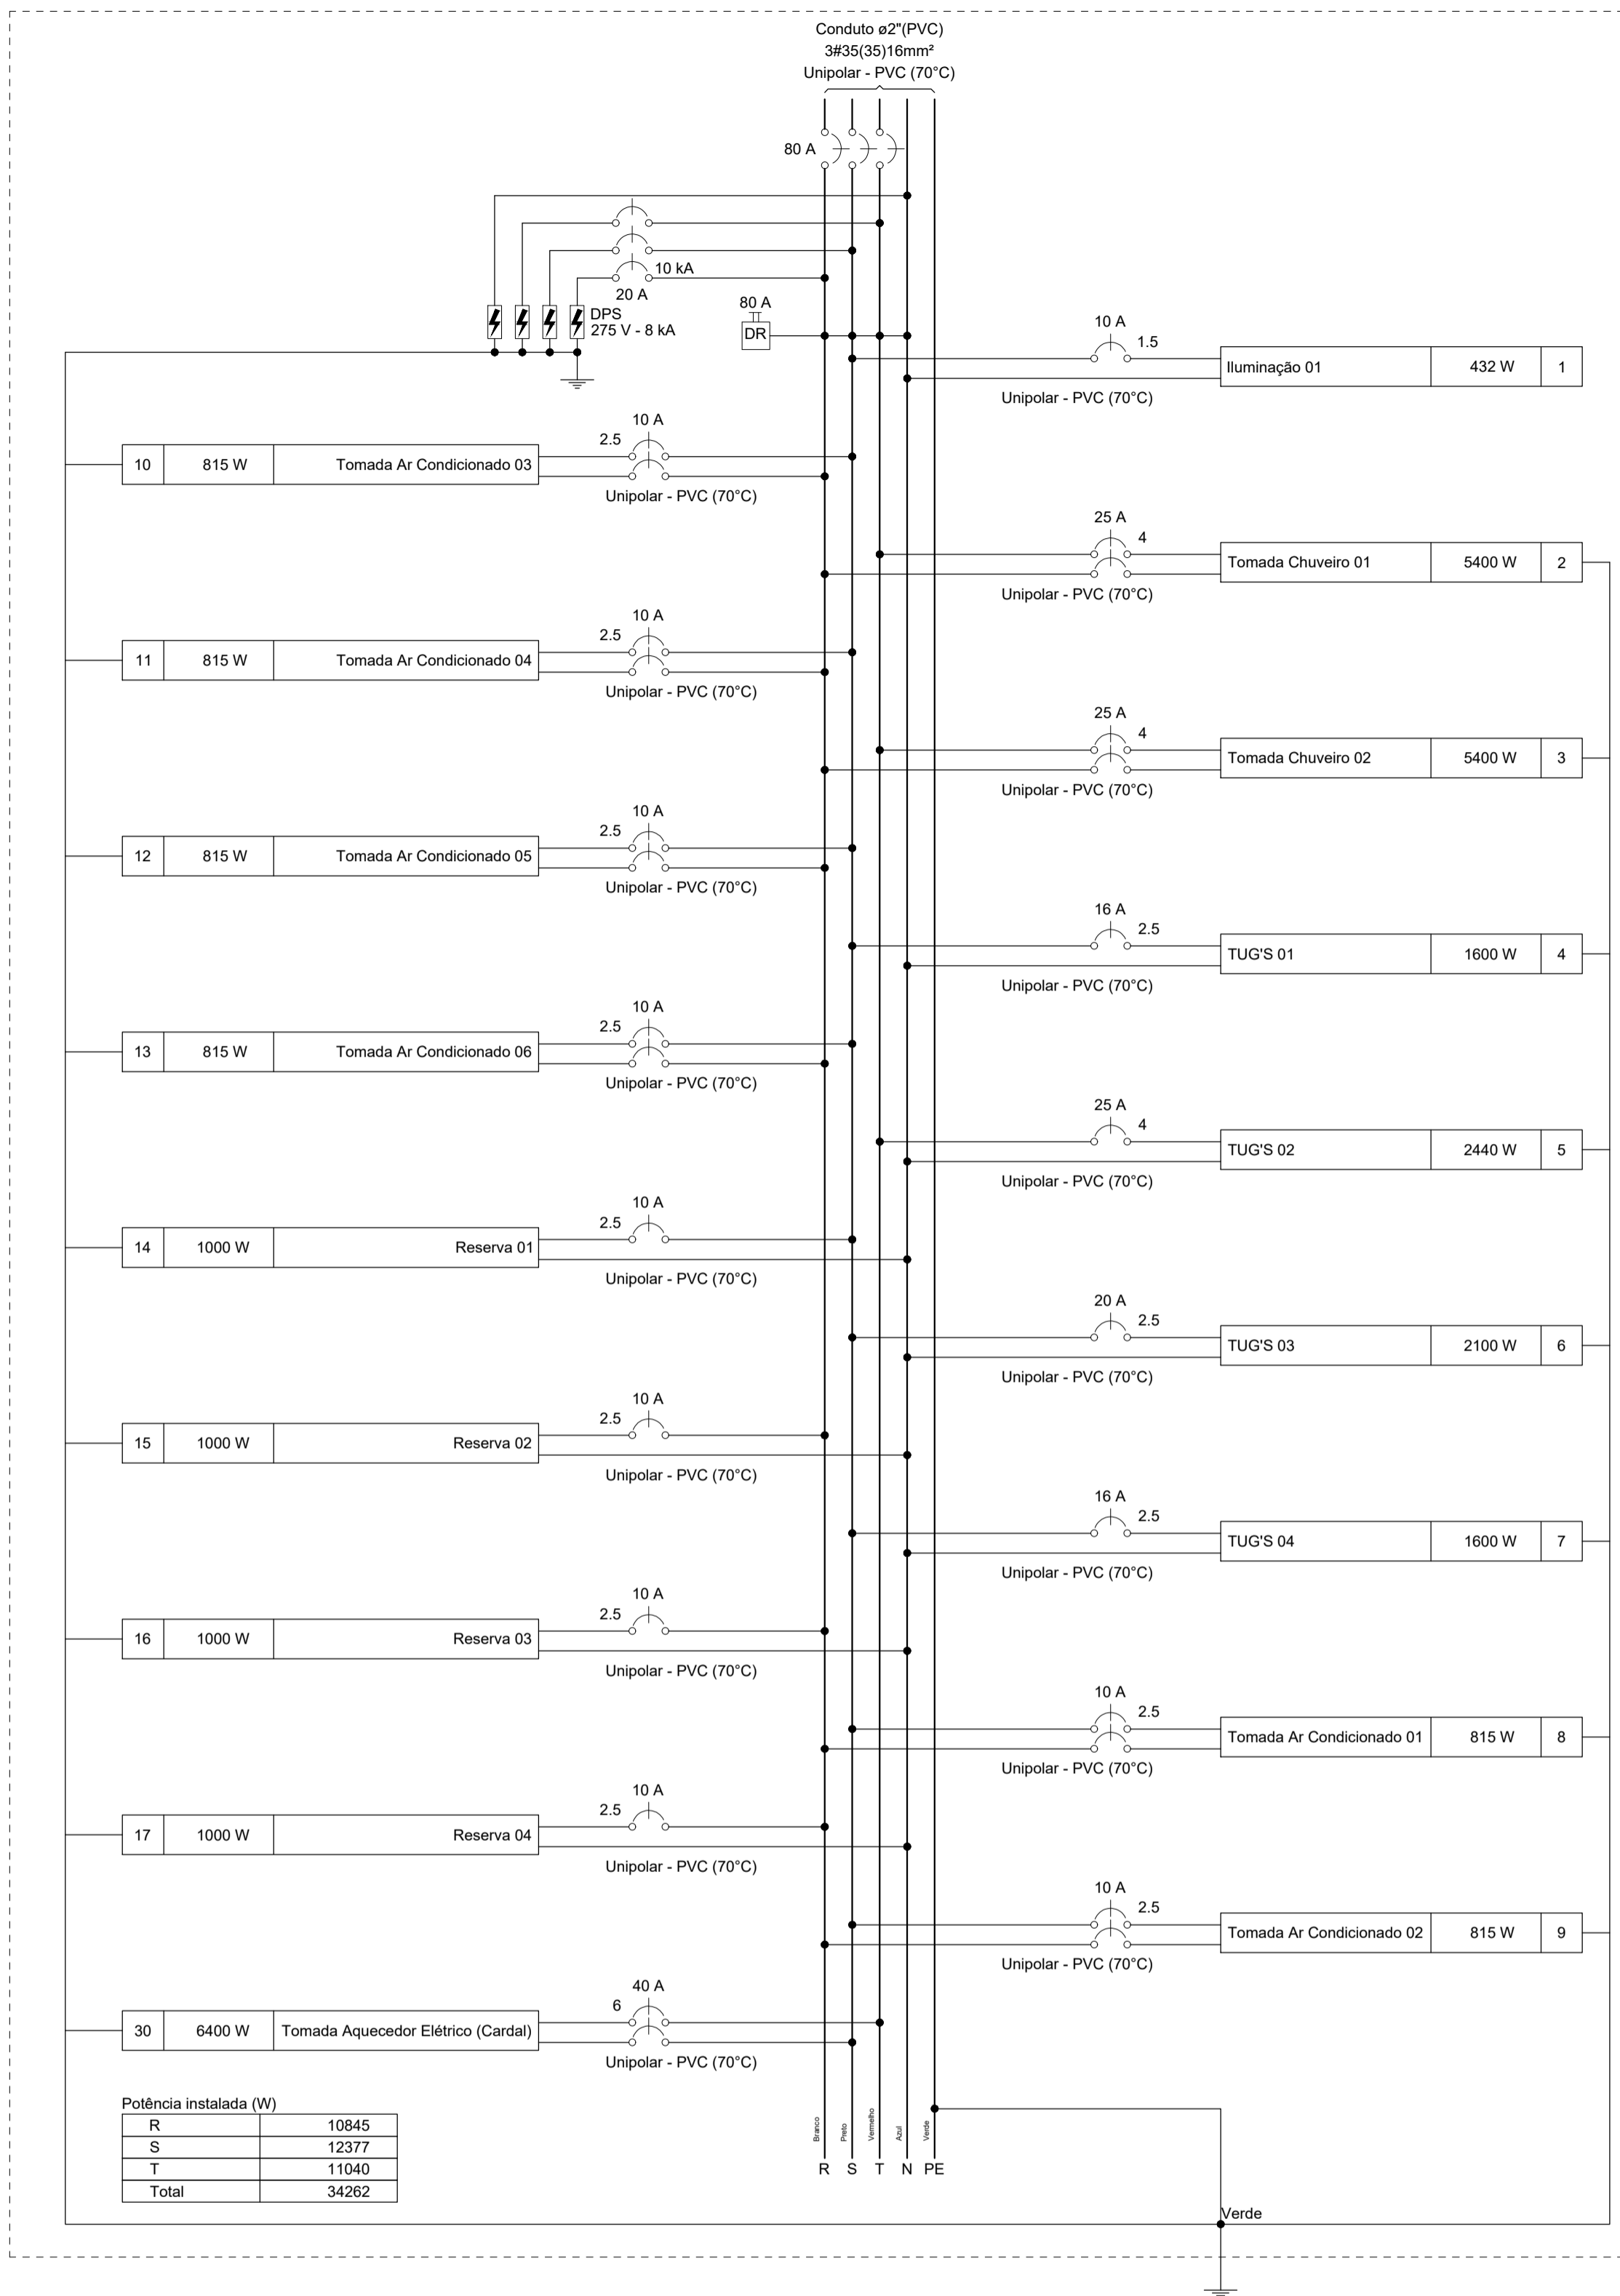 Conduto ø2"(PVC)
3#35(35)16mm²
Unipolar - PVC (70°C)
80 A
10 kA
20 A
DPS
275 V - 8 kA
80 A
DR
10 A
1.5
Iluminação 01 432 W 1
Unipolar - PVC (70°C)
10 A
2.5
10 815 W Tomada Ar Condicionado 03
Unipolar - PVC (70°C)
25 A
4
Tomada Chuveiro 01 5400 W 2
Unipolar - PVC (70°C)
10 A
2.5
11 815 W Tomada Ar Condicionado 04
Unipolar - PVC (70°C)
25 A
4
Tomada Chuveiro 02 5400 W 3
Unipolar - PVC (70°C)
10 A
2.5
12 815 W Tomada Ar Condicionado 05
Unipolar - PVC (70°C)
16 A
2.5
TUG'S 01 1600 W 4
Unipolar - PVC (70°C)
10 A
2.5
13 815 W Tomada Ar Condicionado 06
Unipolar - PVC (70°C)
25 A
4
TUG'S 02 2440 W 5
Unipolar - PVC (70°C)
10 A
2.5
14 1000 W Reserva 01
Unipolar - PVC (70°C)
20 A
2.5
TUG'S 03 2100 W 6
Unipolar - PVC (70°C)
10 A
2.5
15 1000 W Reserva 02
Unipolar - PVC (70°C)
16 A
2.5
TUG'S 04 1600 W 7
Unipolar - PVC (70°C)
10 A
2.5
16 1000 W Reserva 03
Unipolar - PVC (70°C)
10 A
2.5
Tomada Ar Condicionado 01 815 W 8
Unipolar - PVC (70°C)
10 A
2.5
17 1000 W Reserva 04
Unipolar - PVC (70°C)
10 A
2.5
Tomada Ar Condicionado 02 815 W 9
Unipolar - PVC (70°C)
40 A
6
30 6400 W Tomada Aquecedor Elétrico (Cardal)
Unipolar - PVC (70°C)
Potência instalada (W)
R 10845
S 12377
T 11040
Total 34262
Branco
Preto
Vermelho
Azul
Verde
R S T N PE
Verde